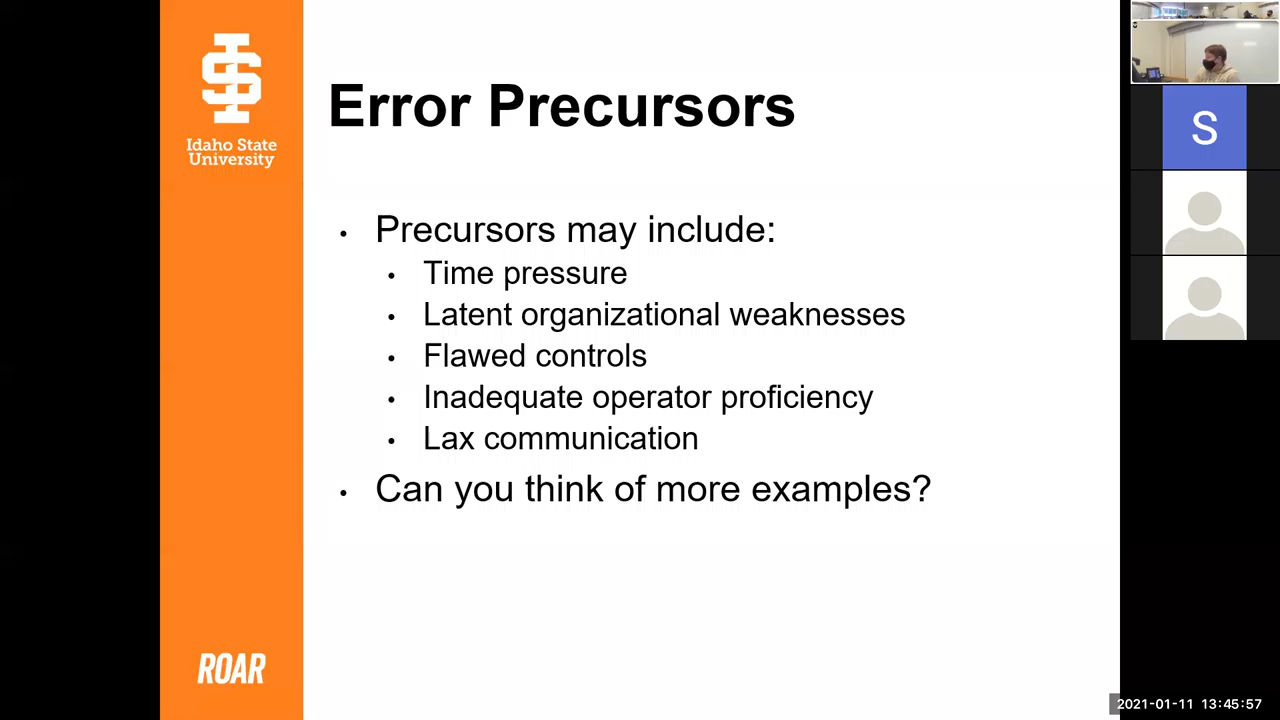 Idaho State
University
Error Precursors
• Precursors may include:
• Time pressure
• Latent organizational weaknesses
• Flawed controls
• Inadequate operator proficiency
• Lax communication
• Can you think of more examples?
ROAR
S
2021-01-11 13:45:57